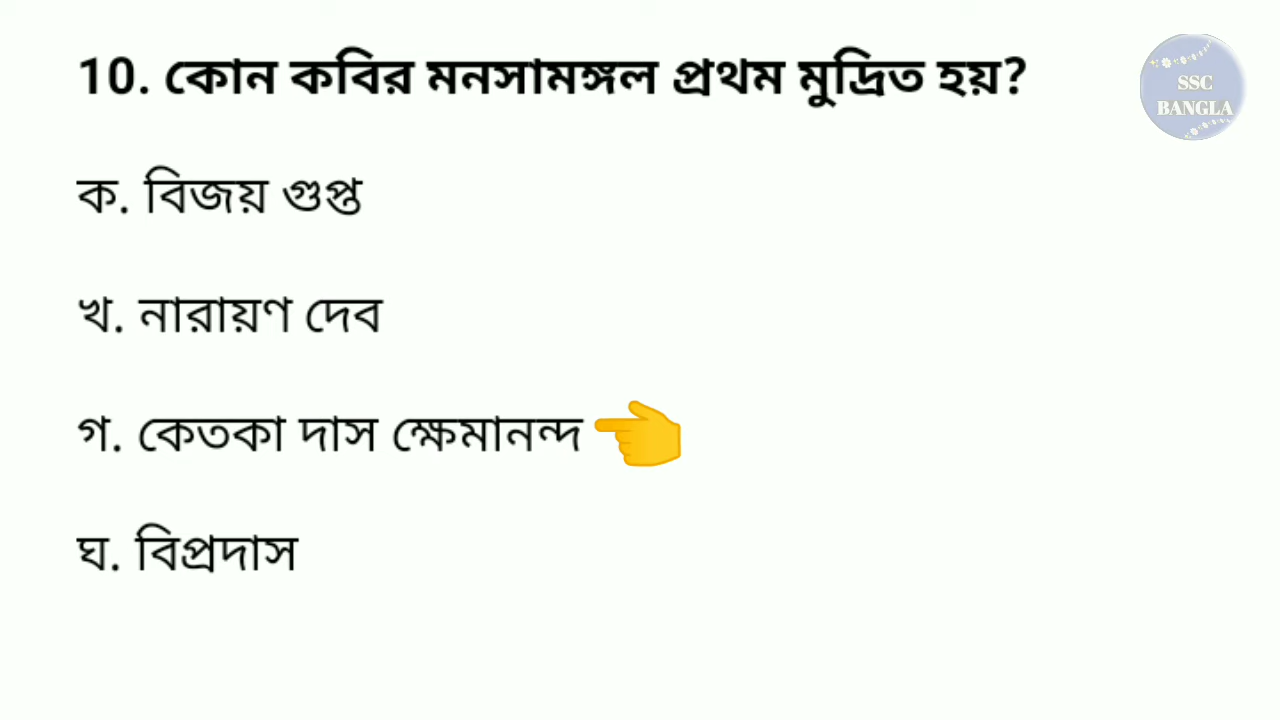 10. কোন কবির মনসামঙ্গল প্রথম মুদ্রিত হয়?
SSC
BANGLA
ক. বিজয় গুপ্ত
খ. নারায়ণ দেব
গ. কেতকা দাস ক্ষেমানন্দ
ঘ. বিপ্রদাস